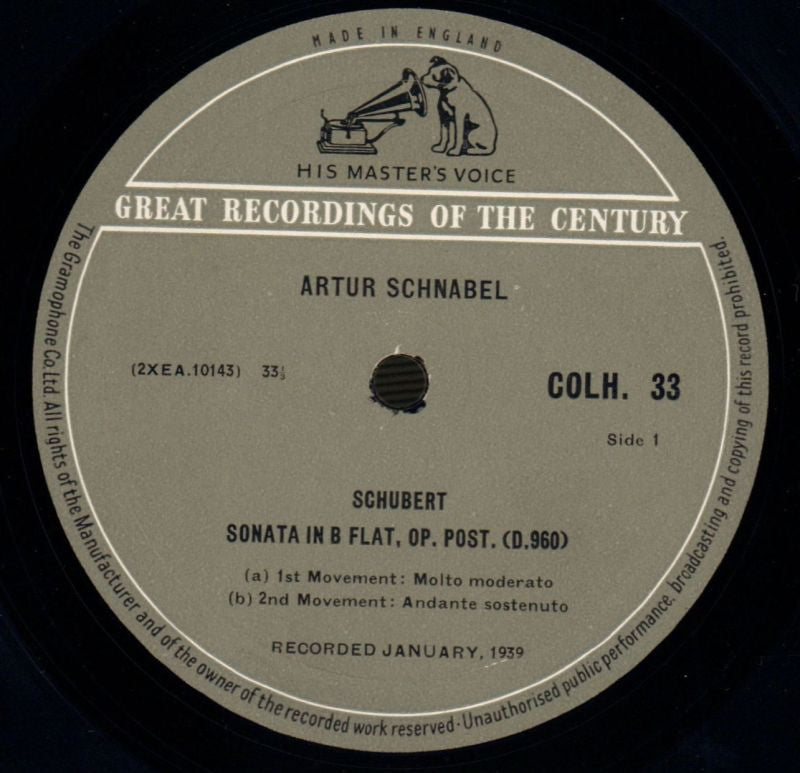 MADE IN ENGLAND
HIS MASTER'S VOICE
GREAT RECORDINGS OF THE CENTURY
ARTUR SCHNABEL
(2XEA.10143) 33⅓
COLH. 33
Side 1
SCHUBERT
SONATA IN B FLAT, OP. POST. (D.960)
(a) 1st Movement: Molto moderato
(b) 2nd Movement: Andante sostenuto
RECORDED JANUARY, 1939
The Gramophone Co. Ltd. All rights of the Manufacturer and of the owner of the recorded work reserved · Unauthorised public performance, broadcasting and copying of this record prohibited.